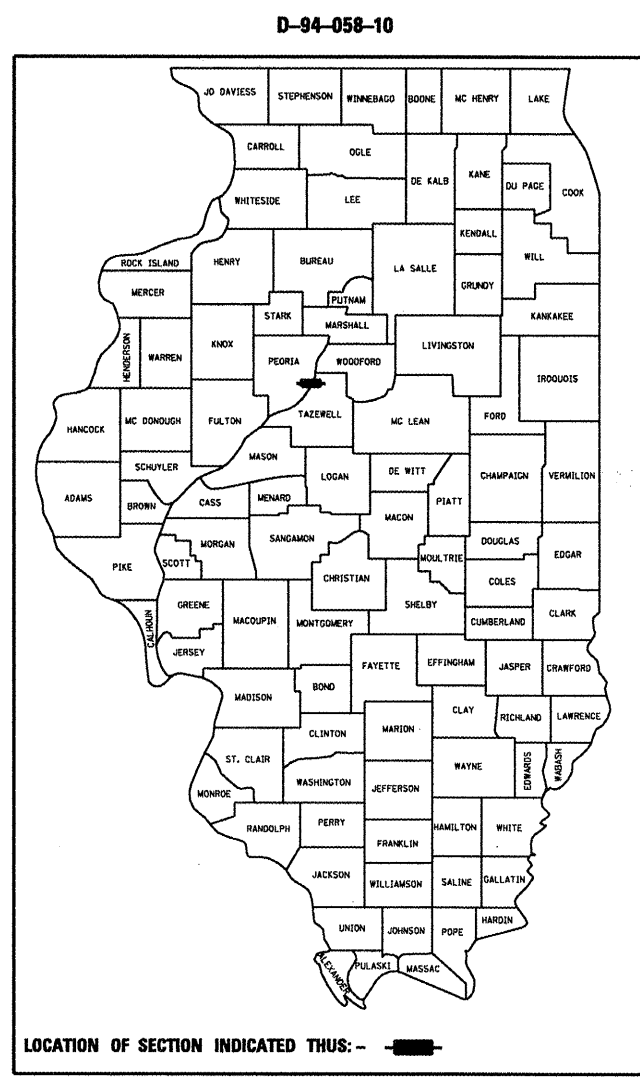 D-94-058-10
JO DAVIESS STEPHENSON WINNEBAGO BOONE MC HENRY LAKE
CARROLL OGLE DE KALB KANE DU PAGE COOK
WHITESIDE LEE
KENDALL
ROCK ISLAND HENRY BUREAU LA SALLE WILL
MERCER PUTNAM GRUNDY
STARK MARSHALL KANKAKEE
HENDERSON WARREN KNOX PEORIA WOODFORD LIVINGSTON
IROQUOIS
HANCOCK MC DONOUGH FULTON TAZEWELL MC LEAN FORD
SCHUYLER MASON
ADAMS BROWN CASS MENARD LOGAN DE WITT PIATT CHAMPAIGN VERMILION
MACON
PIKE SCOTT MORGAN SANGAMON CHRISTIAN MOULTRIE DOUGLAS EDGAR
COLES
CALHOUN GREENE MACOUPIN MONTGOMERY SHELBY CUMBERLAND CLARK
JERSEY
FAYETTE EFFINGHAM JASPER CRAWFORD
MADISON BOND
CLAY RICHLAND LAWRENCE
CLINTON MARION
ST. CLAIR WAYNE EDWARDS WABASH
WASHINGTON JEFFERSON
MONROE
RANDOLPH PERRY HAMILTON WHITE
FRANKLIN
JACKSON WILLIAMSON SALINE GALLATIN
UNION JOHNSON POPE HARDIN
ALEXANDER PULASKI MASSAC
LOCATION OF SECTION INDICATED THUS: -